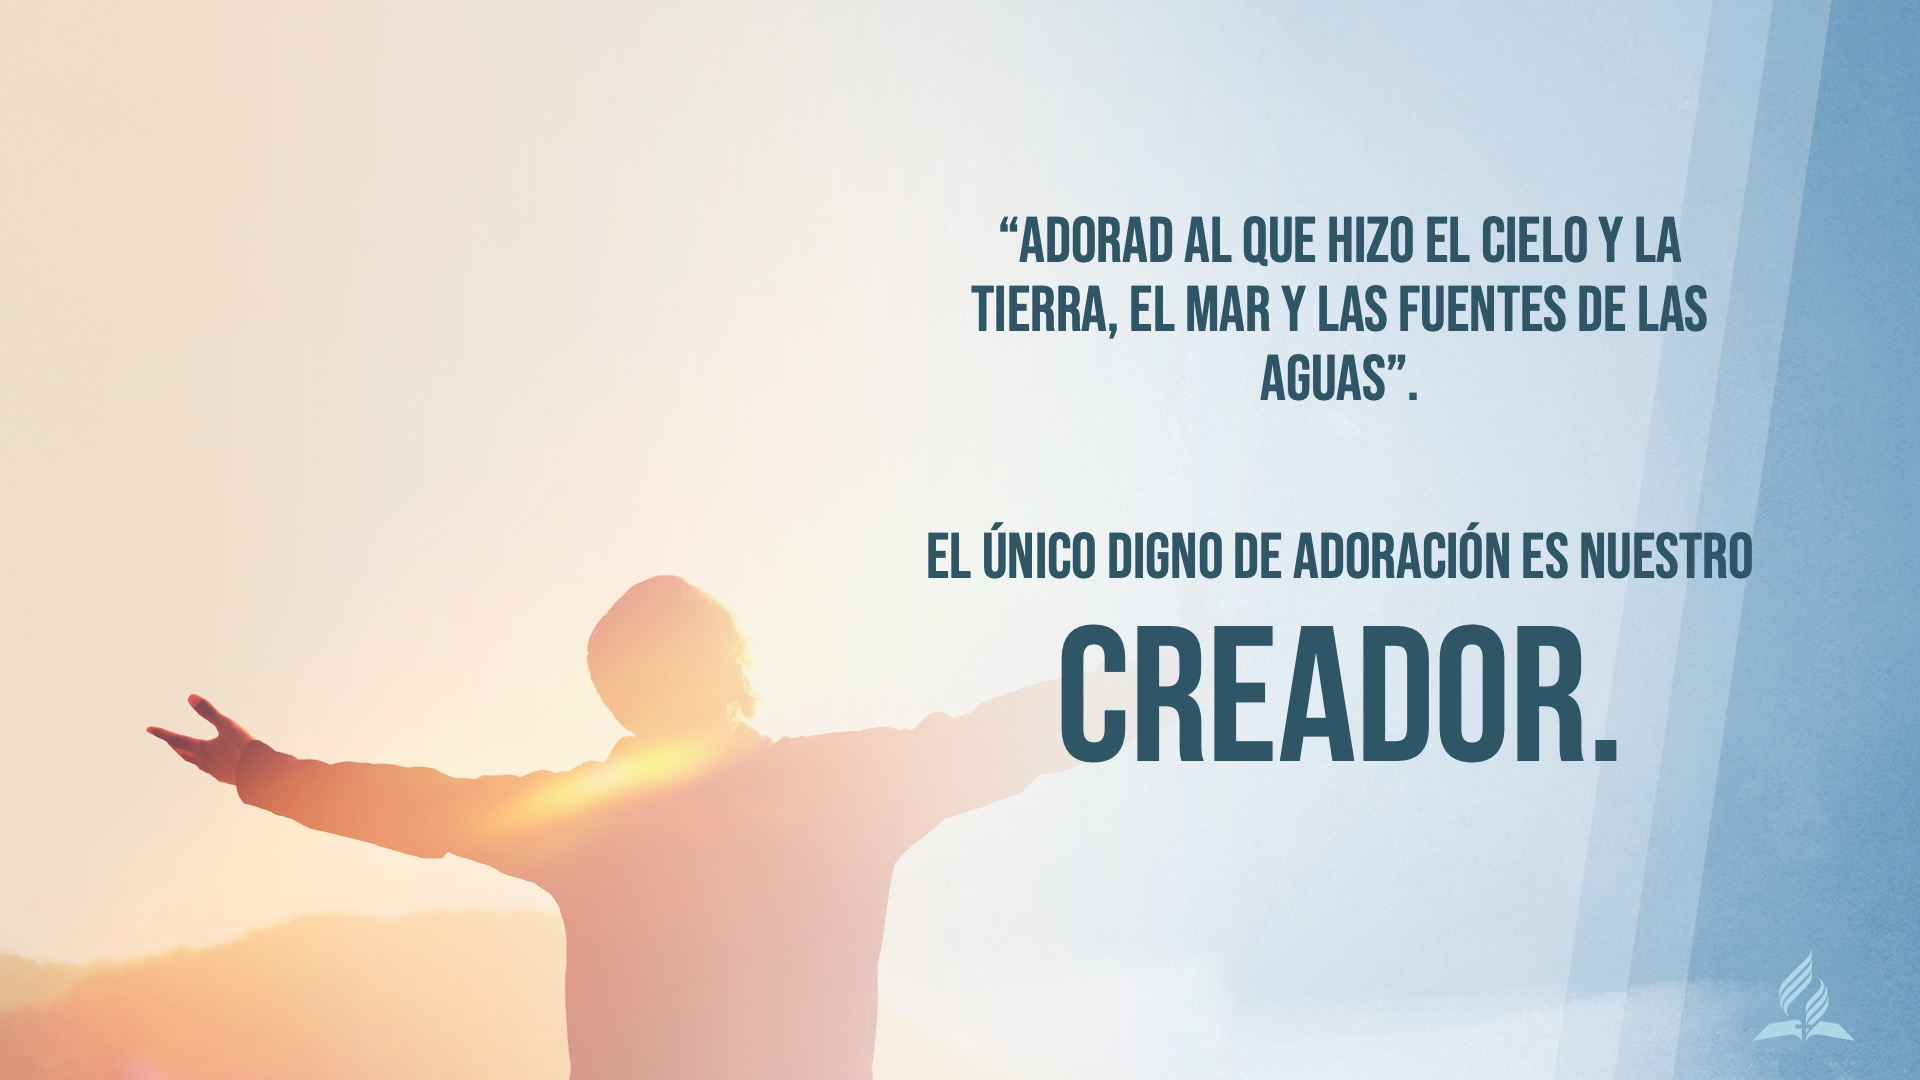 “ADORAD AL QUE HIZO EL CIELO Y LA
TIERRA, EL MAR Y LAS FUENTES DE LAS
AGUAS”.
EL ÚNICO DIGNO DE ADORACIÓN ES NUESTRO
CREADOR.